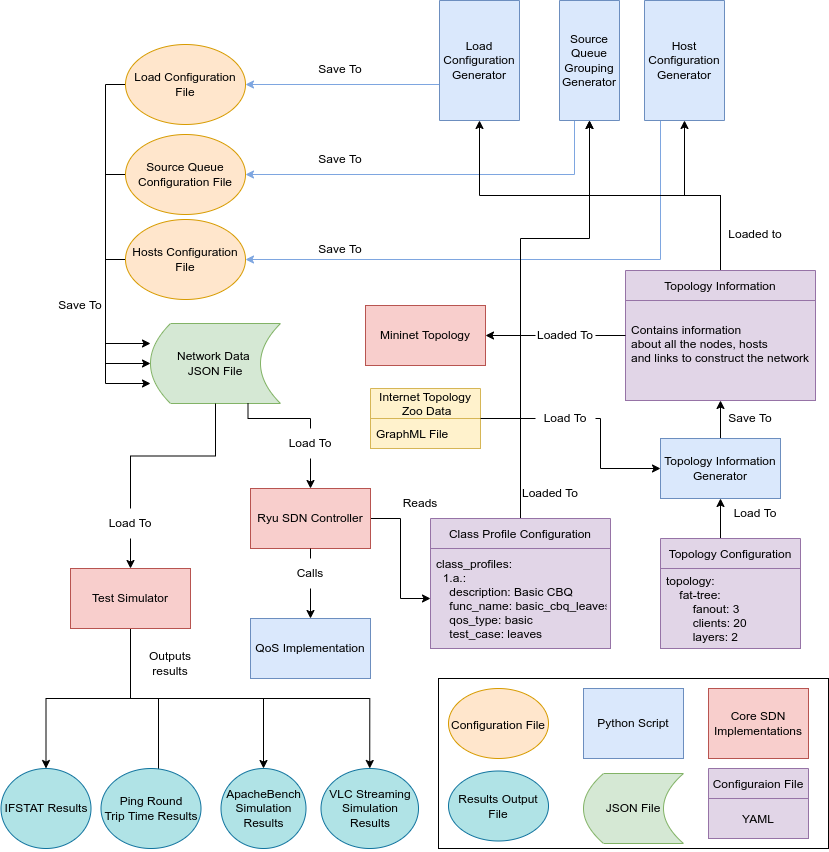 Load
Configuration
Generator
Source
Queue
Grouping
Generator
Host
Configuration
Generator
Load Configuration
File
Save To
Source Queue
Configuration File
Save To
Hosts Configuration
File
Save To
Loaded to
Save To
Topology Information
Contains information
about all the nodes, hosts
and links to construct the network
Mininet Topology
Loaded To
Network Data
JSON File
Internet Topology
Zoo Data
GraphML File
Load To
Save To
Load To
Topology Information
Generator
Loaded To
Load To
Reads
Ryu SDN Controller
Load To
Class Profile Configuration
class_profiles:
1.a.:
description: Basic CBQ
func_name: basic_cbq_leaves
qos_type: basic
test_case: leaves
Topology Configuration
topology:
fat-tree:
fanout: 3
clients: 20
layers: 2
Calls
Test Simulator
QoS Implementation
Outputs
results
IFSTAT Results
Ping Round
Trip Time Results
ApacheBench
Simulation
Results
VLC Streaming
Simulation
Results
Configuration File
Python Script
Core SDN
Implementations
Results Output
File
JSON File
Configuraion File
YAML